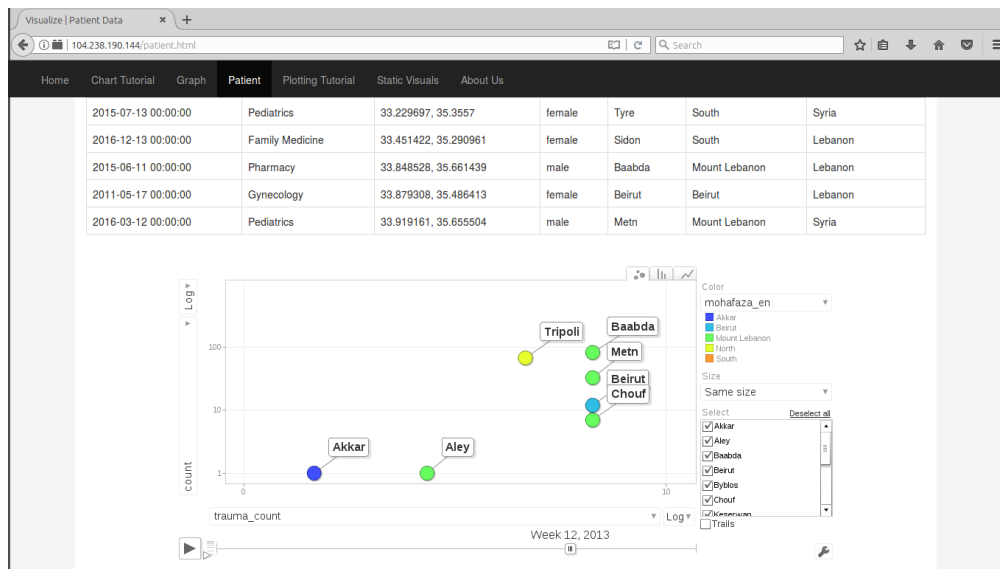 Visualize | Patient Data × +
104.238.190.144/patient.html Search
Home Chart Tutorial Graph Patient Plotting Tutorial Static Visuals About Us
2015-07-13 00:00:00 Pediatrics 33.229697, 35.3557 female Tyre South Syria
2016-12-13 00:00:00 Family Medicine 33.451422, 35.290961 female Sidon South Lebanon
2015-06-11 00:00:00 Pharmacy 33.848528, 35.661439 male Baabda Mount Lebanon Lebanon
2011-05-17 00:00:00 Gynecology 33.879308, 35.486413 female Beirut Beirut Lebanon
2016-03-12 00:00:00 Pediatrics 33.919161, 35.655504 male Metn Mount Lebanon Syria
Log
count
100
10
1
0 10
Tripoli
Baabda
Metn
Beirut
Chouf
Akkar
Aley
trauma_count Log
Week 12, 2013
Color
mohafaza_en
Akkar
Beirut
Mount Lebanon
North
South
Size
Same size
Select Deselect all
Akkar
Aley
Baabda
Beirut
Byblos
Chouf
Keserwan
Trails